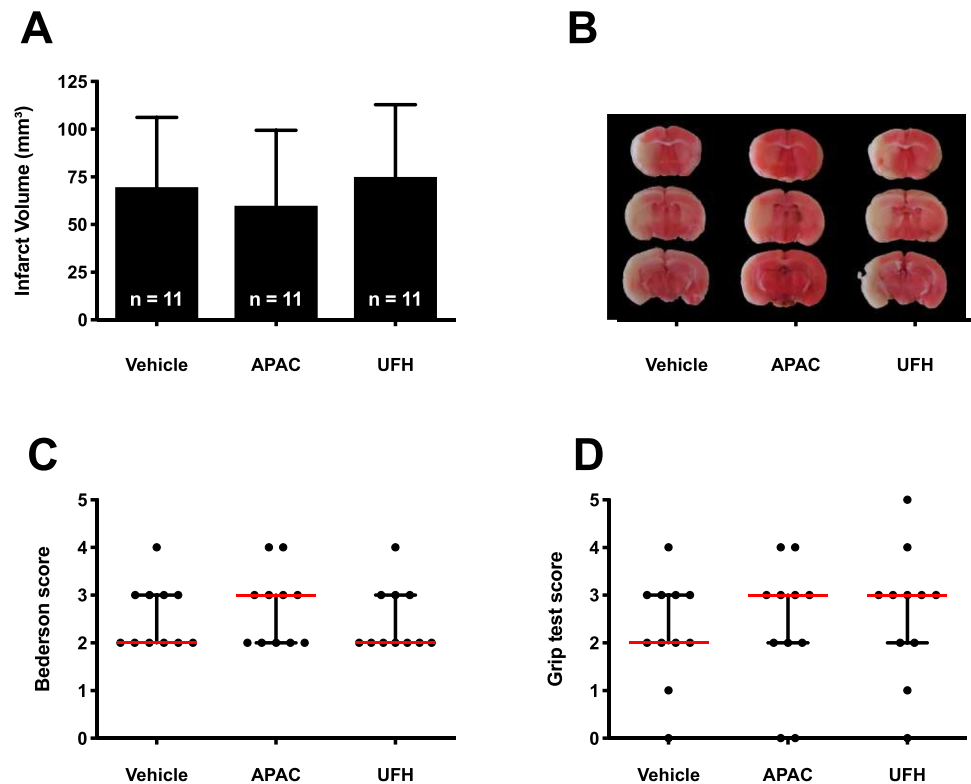 A
B
125
100
75
50
25
0
Infarct Volume (mm³)
n = 11
n = 11
n = 11
Vehicle
APAC
UFH
Vehicle
APAC
UFH
C
D
5
4
3
2
1
0
Bederson score
Vehicle
APAC
UFH
5
4
3
2
1
0
Grip test score
Vehicle
APAC
UFH